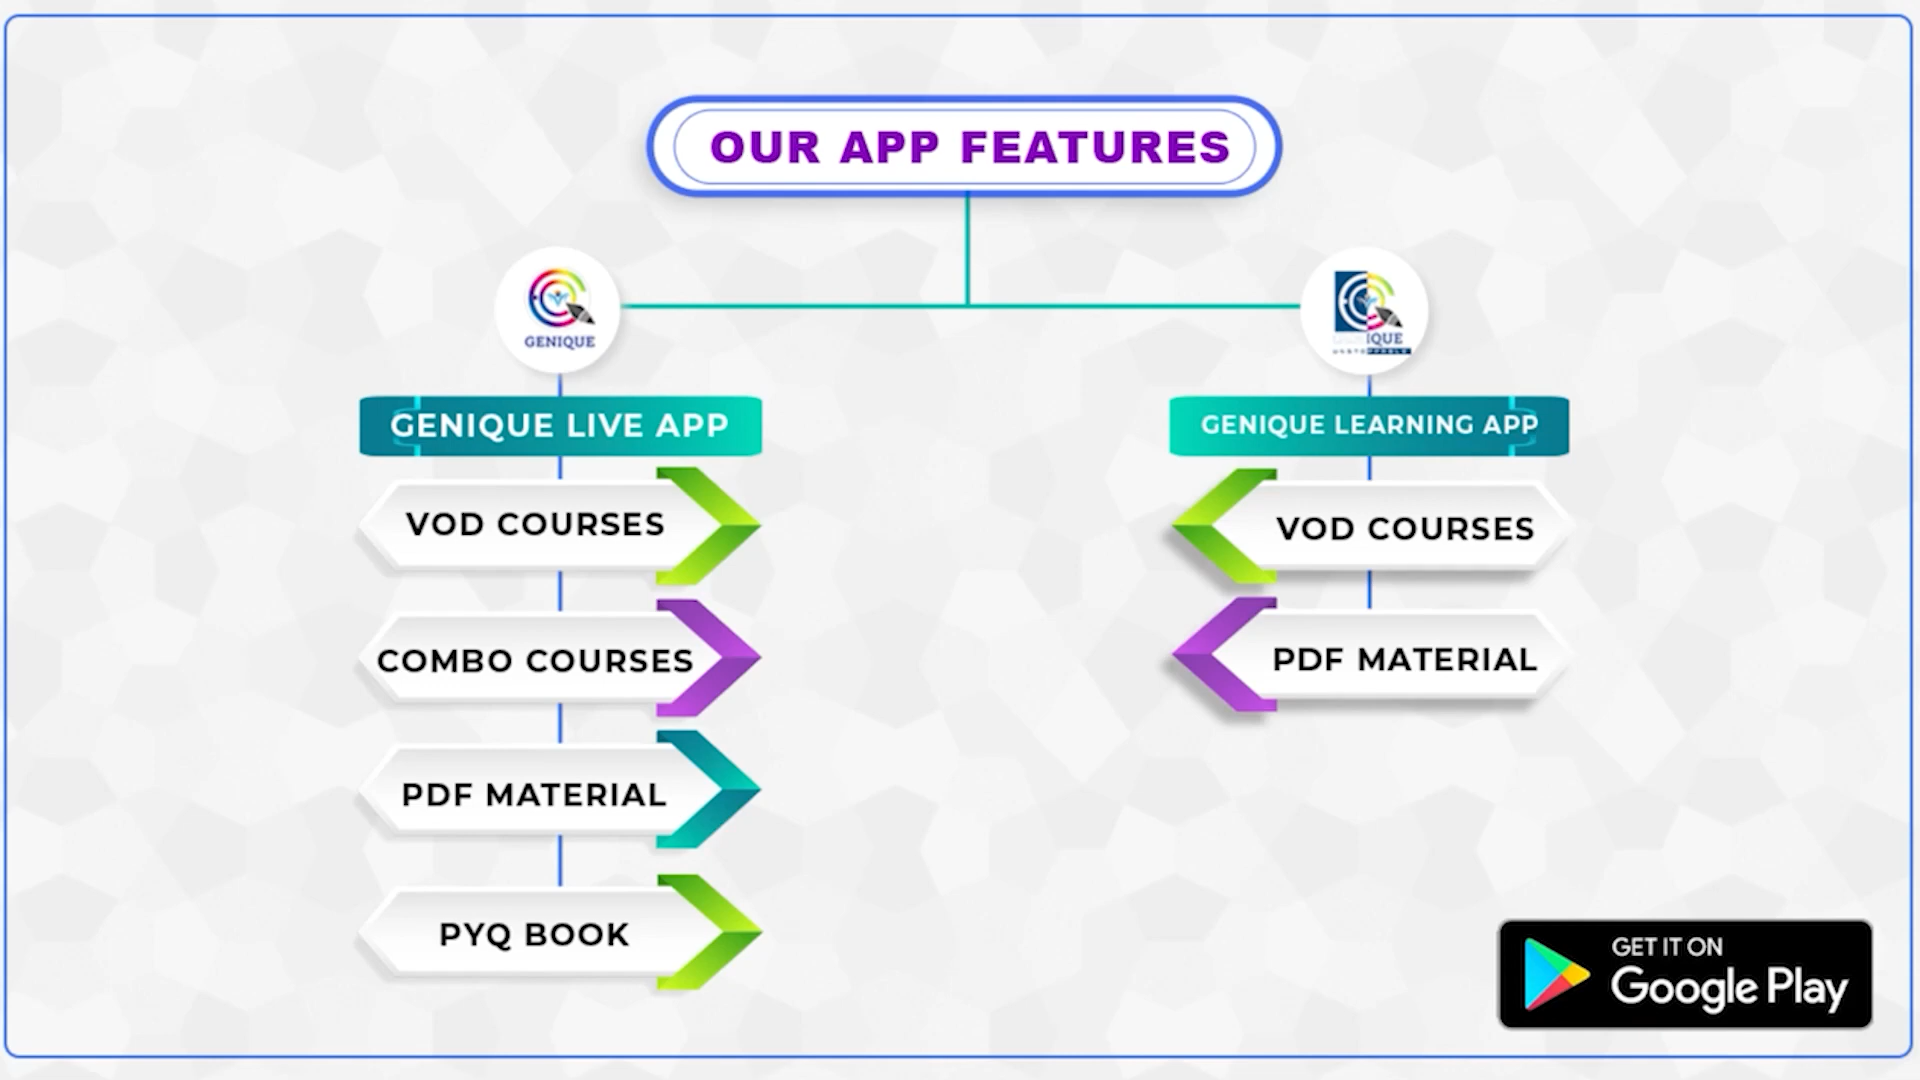 OUR APP FEATURES
GENIQUE
IQUE
GENIQUE LIVE APP
GENIQUE LEARNING APP
VOD COURSES
VOD COURSES
COMBO COURSES
PDF MATERIAL
PDF MATERIAL
PYQ BOOK
GET IT ON
Google Play